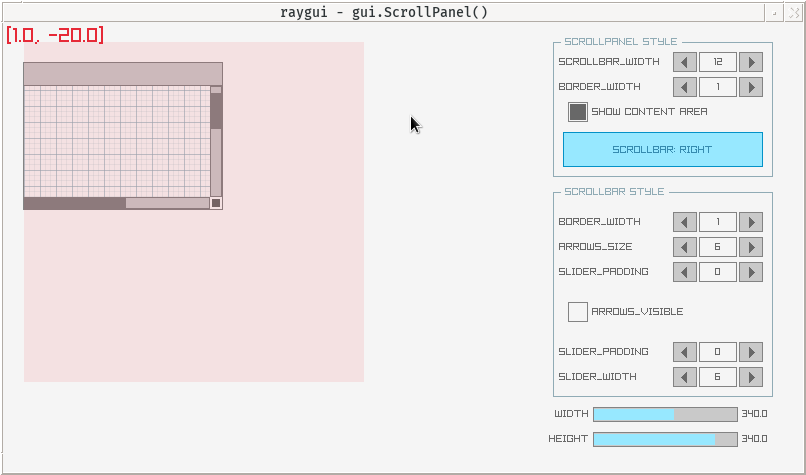 raygui - gui.ScrollPanel()
[1.0, -20.0]
SCROLLPANEL STYLE
SCROLLBAR_WIDTH 12
BORDER_WIDTH 1
SHOW CONTENT AREA
SCROLLBAR: RIGHT
SCROLLBAR STYLE
BORDER_WIDTH 1
ARROWS_SIZE 6
SLIDER_PADDING 0
ARROWS_VISIBLE
SLIDER_PADDING 0
SLIDER_WIDTH 6
WIDTH 340.0
HEIGHT 340.0